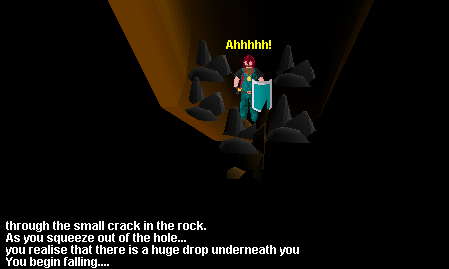 Ahhhhh!
through the small crack in the rock.
As you squeeze out of the hole...
you realise that there is a huge drop underneath you
You begin falling....